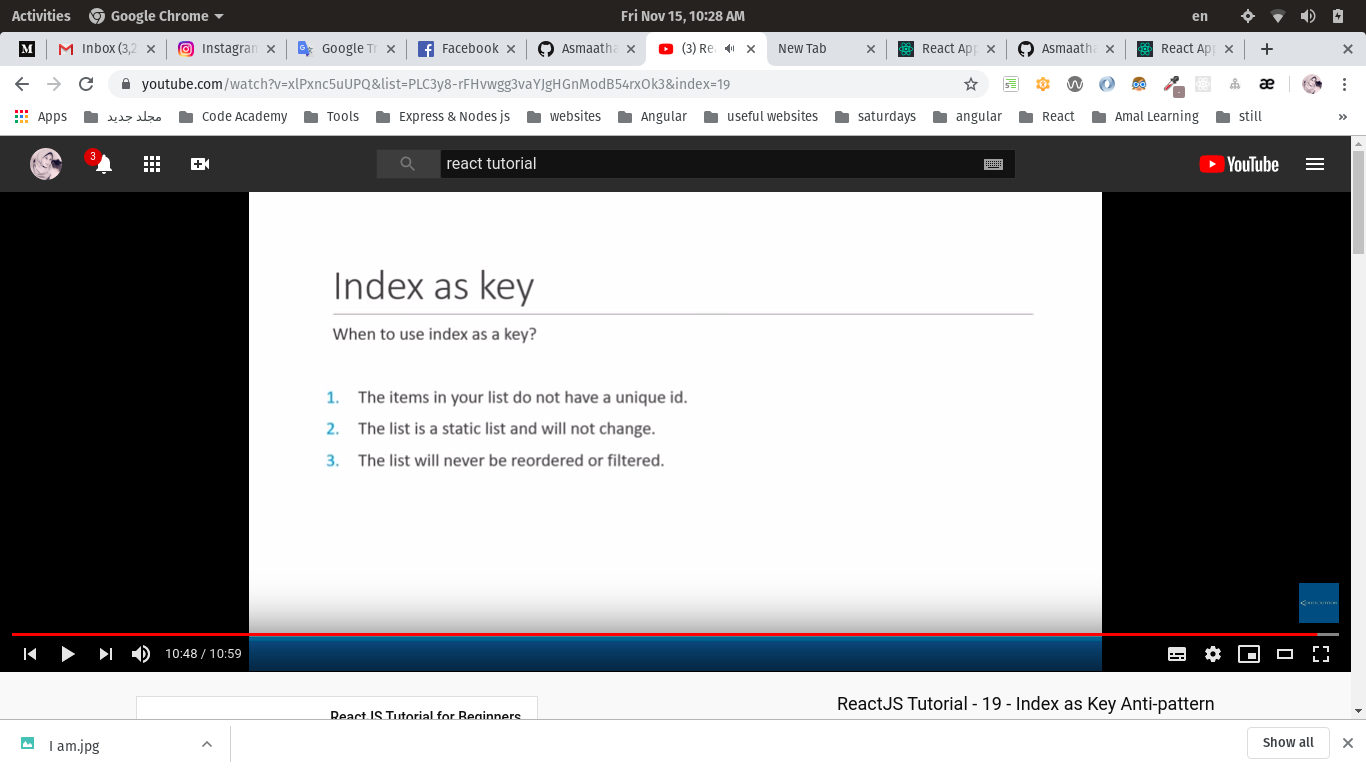 Activities Google Chrome Fri Nov 15, 10:28 AM en
Inbox (3,2 Instagran Google Tr Facebook Asmaatha (3) Re New Tab React App Asmaatha React App
youtube.com/watch?v=xlPxnc5uUPQ&list=PLC3y8-rFHvwgg3vaYJgHGnModB54rxOk3&index=19
Apps مجلد جديد Code Academy Tools Express & Nodes js websites Angular useful websites saturdays angular React Amal Learning still »
3 react tutorial YouTube
Index as key
When to use index as a key?
1. The items in your list do not have a unique id.
2. The list is a static list and will not change.
3. The list will never be reordered or filtered.
10:48 / 10:59
ReactJS Tutorial - 19 - Index as Key Anti-pattern
ReactJS Tutorial for Beginners
I am.jpg Show all